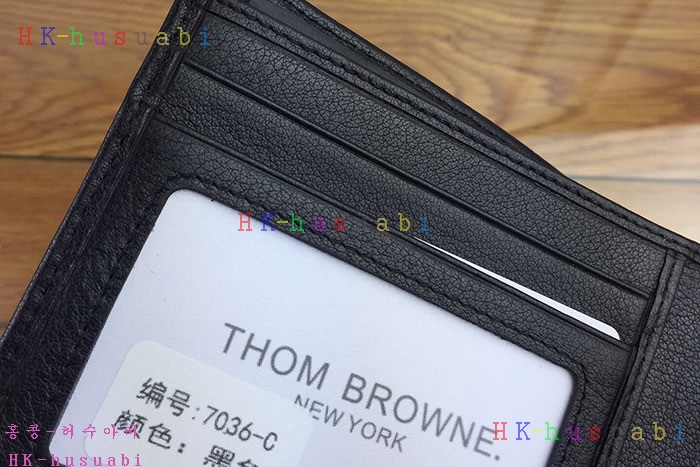 HK-husuabi
HK-hus abi
THOM BROWNE.
NEW YORK
编号:7036-C
颜色：黑
HK-hus abi
홍콩-허수아비
HK-husuabi